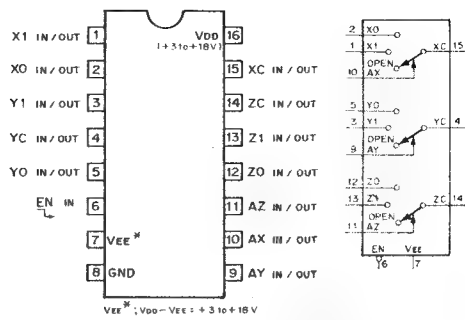 X1 IN/OUT 1
X0 IN/OUT 2
Y1 IN/OUT 3
YC IN/OUT 4
Y0 IN/OUT 5
EN IN 6
7 VEE*
8 GND
VDD 16
(+3to+18V)
15 XC IN/OUT
14 ZC IN/OUT
13 Z1 IN/OUT
12 Z0 IN/OUT
11 AZ IN/OUT
10 AX IN/OUT
9 AY IN/OUT
VEE*; VDD-VEE = +3 to +18V
2 X0
1 X1 XC 15
OPEN
10 AX
5 Y0
3 Y1 YC 4
OPEN
9 AY
12 Z0
13 Z1 ZC 14
OPEN
11 AZ
EN VEE
6 7